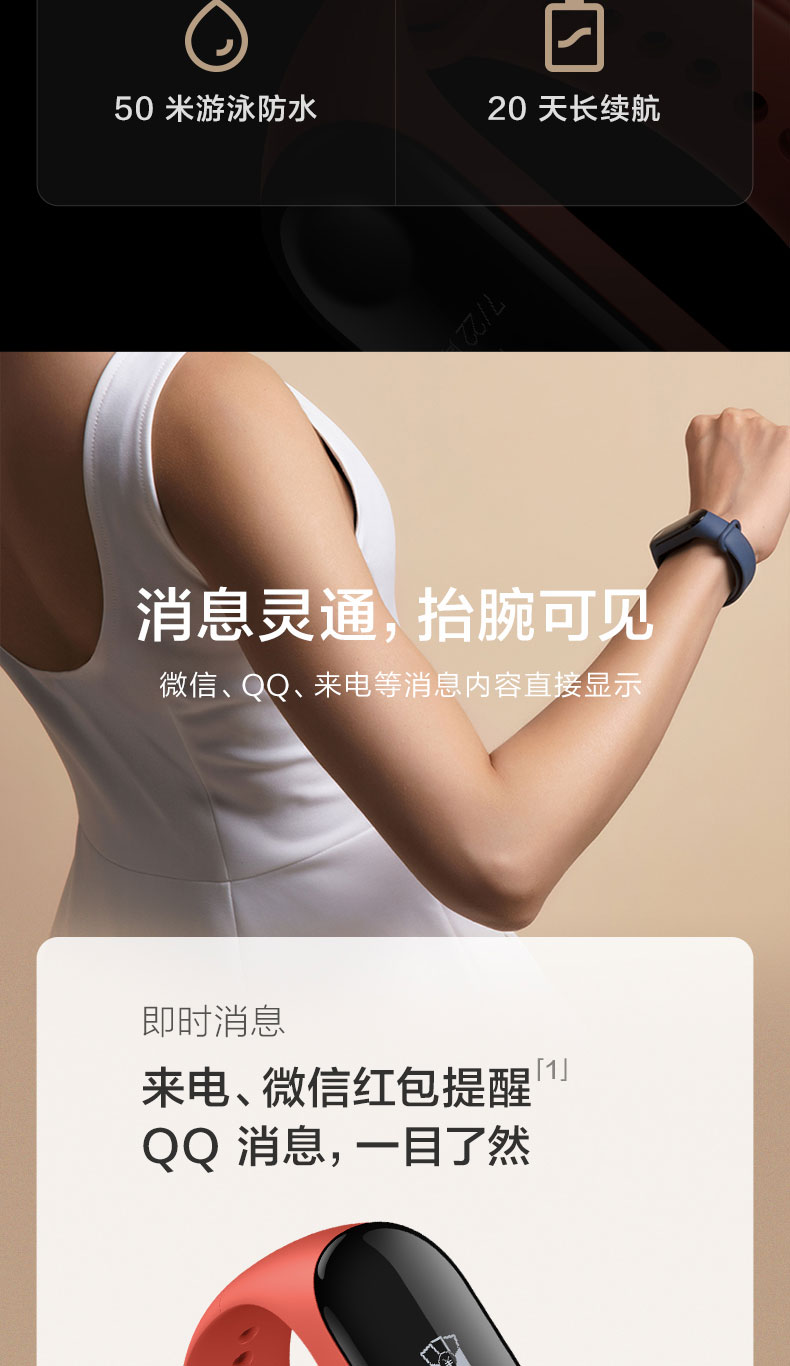 50 米游泳防水
20 天长续航
消息灵通，抬腕可见
微信、QQ、来电等消息内容直接显示
即时消息
来电、微信红包提醒「1」
QQ 消息，一目了然